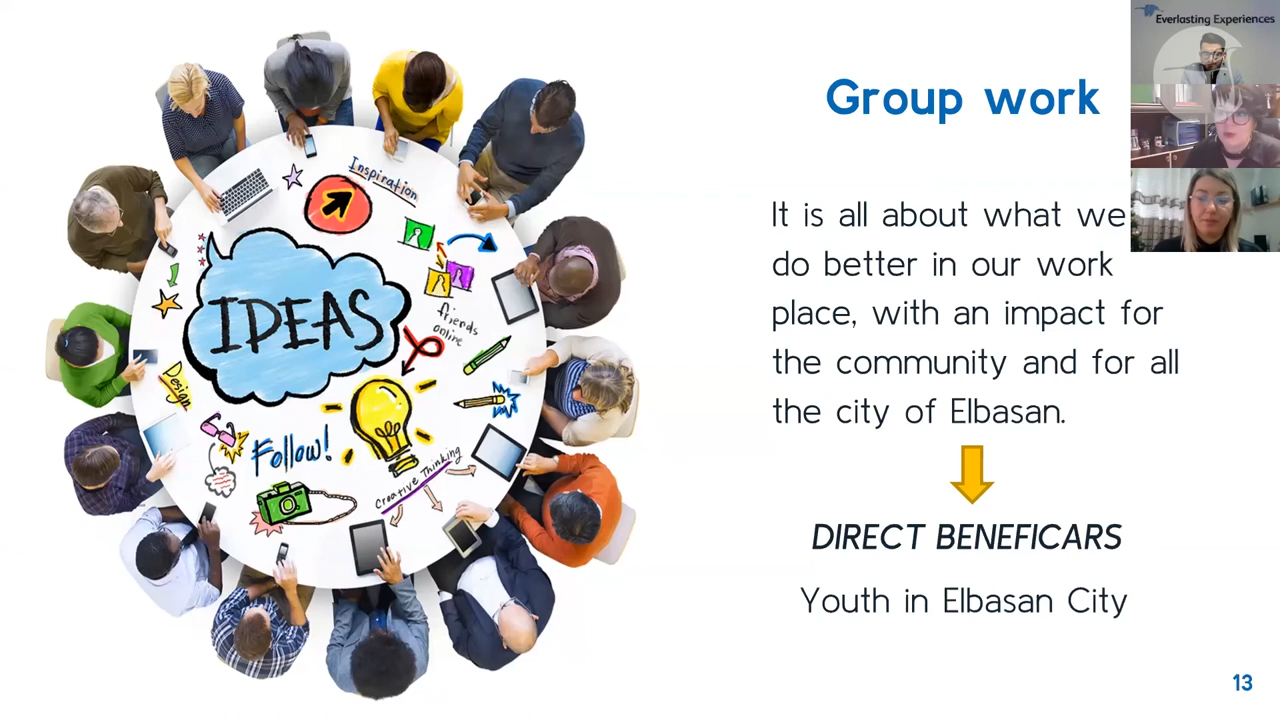 Everlasting Experiences
Group work
It is all about what we
do better in our work
place, with an impact for
the community and for all
the city of Elbasan.
DIRECT BENEFICARS
Youth in Elbasan City
13
Inspiration
IDEAS
friends
online
Design
Follow!
Creative Thinking